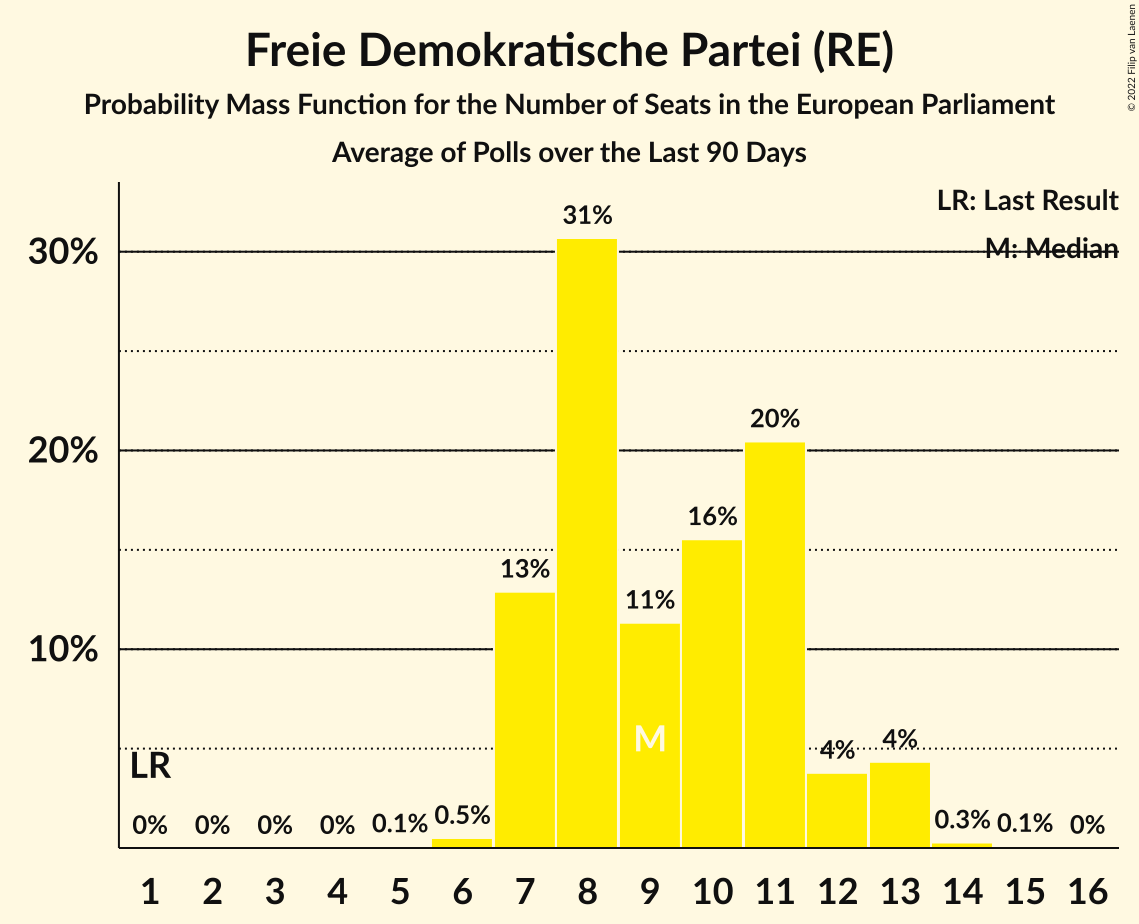 Freie Demokratische Partei (RE)
Probability Mass Function for the Number of Seats in the European Parliament
Average of Polls over the Last 90 Days
© 2022 Filip van Laenen
LR: Last Result
M: Median
30%
20%
10%
31%
20%
16%
13%
11%
M
4%
4%
LR
0%
0%
0%
0%
0.1%
0.5%
0.3%
0.1%
0%
1 2 3 4 5 6 7 8 9 10 11 12 13 14 15 16